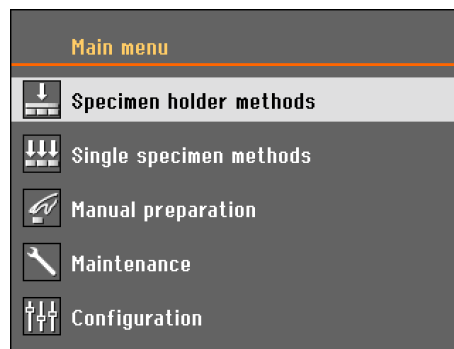 Main menu
Specimen holder methods
Single specimen methods
Manual preparation
Maintenance
Configuration